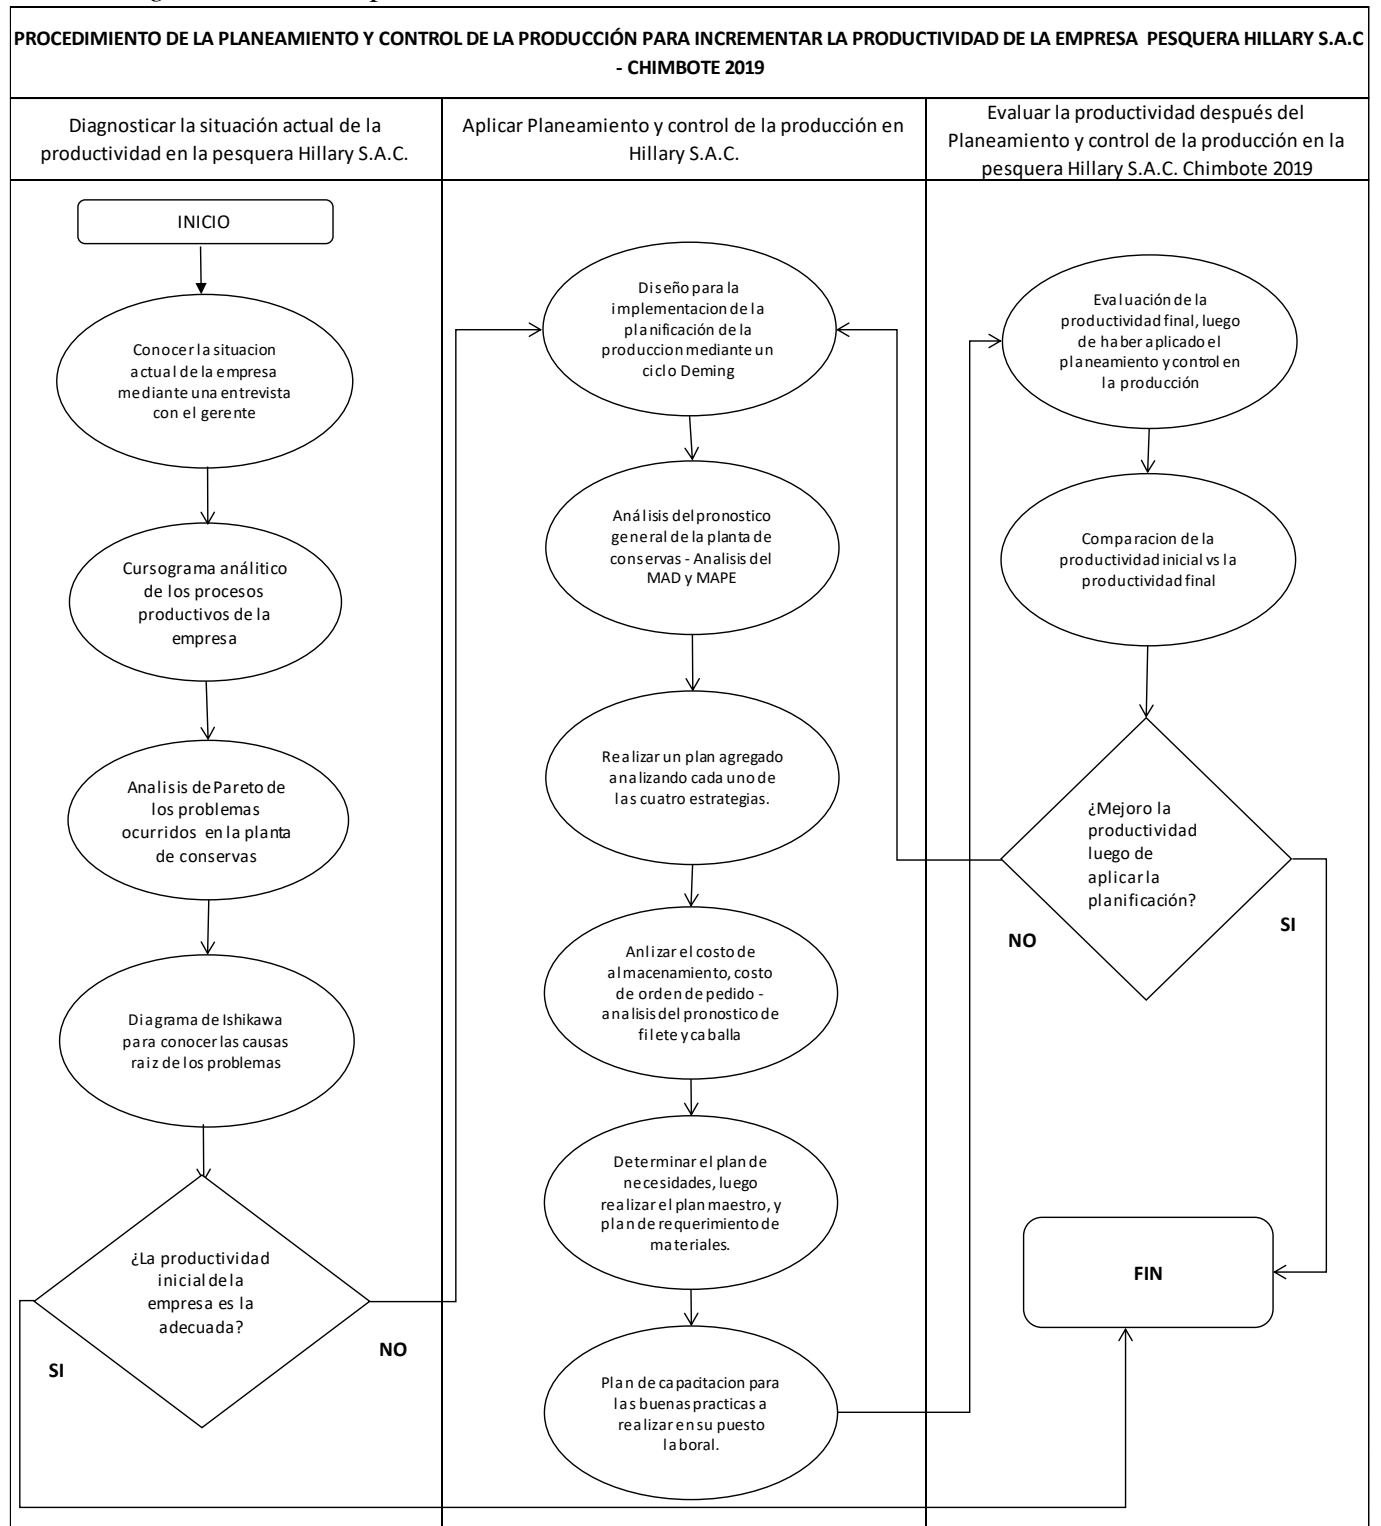 PROCEDIMIENTO DE LA PLANEAMIENTO Y CONTROL DE LA PRODUCCIÓN PARA INCREMENTAR LA PRODUCTIVIDAD DE LA EMPRESA PESQUERA HILLARY S.A.C
- CHIMBOTE 2019
Diagnosticar la situación actual de la
productividad en la pesquera Hillary S.A.C.
Aplicar Planeamiento y control de la producción en
Hillary S.A.C.
Evaluar la productividad después del
Planeamiento y control de la producción en la
pesquera Hillary S.A.C. Chimbote 2019
INICIO
Conocer la situacion
actual de la empresa
mediante una entrevista
con el gerente
Cursograma análitico
de los procesos
productivos de la
empresa
Analisis de Pareto de
los problemas
ocurridos en la planta
de conservas
Diagrama de Ishikawa
para conocer las causas
raiz de los problemas
¿La productividad
inicial de la
empresa es la
adecuada?
SI
NO
Diseño para la
implementacion de la
planificación de la
produccion mediante un
ciclo Deming
Análisis del pronostico
general de la planta de
conservas - Analisis del
MAD y MAPE
Realizar un plan agregado
analizando cada uno de
las cuatro estrategias.
Anlizar el costo de
almacenamiento, costo
de orden de pedido -
analisis del pronostico de
filete y caballa
Determinar el plan de
necesidades, luego
realizar el plan maestro, y
plan de requerimiento de
materiales.
Plan de capacitacion para
las buenas practicas a
realizar en su puesto
laboral.
Evaluación de la
productividad final, luego
de haber aplicado el
planeamiento y control en
la producción
Comparacion de la
productividad inicial vs la
productividad final
¿Mejoro la
productividad
luego de
aplicar la
planificación?
NO
SI
FIN